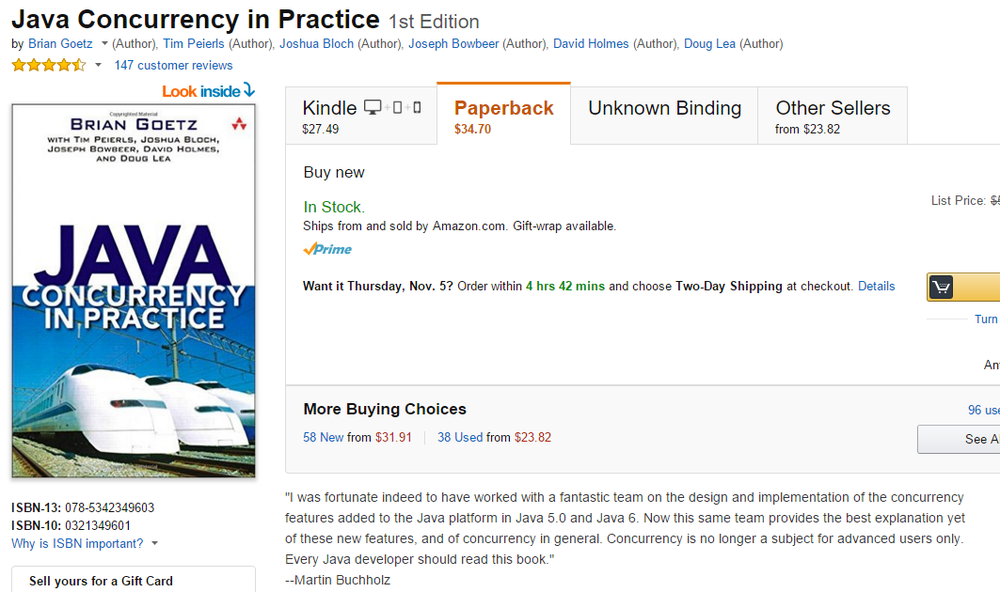 Java Concurrency in Practice 1st Edition
by Brian Goetz (Author), Tim Peierls (Author), Joshua Bloch (Author), Joseph Bowbeer (Author), David Holmes (Author), Doug Lea (Author)
147 customer reviews
Look inside
Copyrighted Material
BRIAN GOETZ
WITH TIM PEIERLS, JOSHUA BLOCH,
JOSEPH BOWBEER, DAVID HOLMES,
AND DOUG LEA
JAVA
CONCURRENCY
IN PRACTICE
ISBN-13: 078-5342349603
ISBN-10: 0321349601
Why is ISBN important?
Sell yours for a Gift Card
Kindle
$27.49
Paperback
$34.70
Unknown Binding
Other Sellers
from $23.82
Buy new
In Stock.
Ships from and sold by Amazon.com. Gift-wrap available.
Prime
Want it Thursday, Nov. 5? Order within 4 hrs 42 mins and choose Two-Day Shipping at checkout. Details
List Price:
Turn
More Buying Choices
58 New from $31.91 38 Used from $23.82
96 use
See A
"I was fortunate indeed to have worked with a fantastic team on the design and implementation of the concurrency
features added to the Java platform in Java 5.0 and Java 6. Now this same team provides the best explanation yet
of these new features, and of concurrency in general. Concurrency is no longer a subject for advanced users only.
Every Java developer should read this book."
--Martin Buchholz